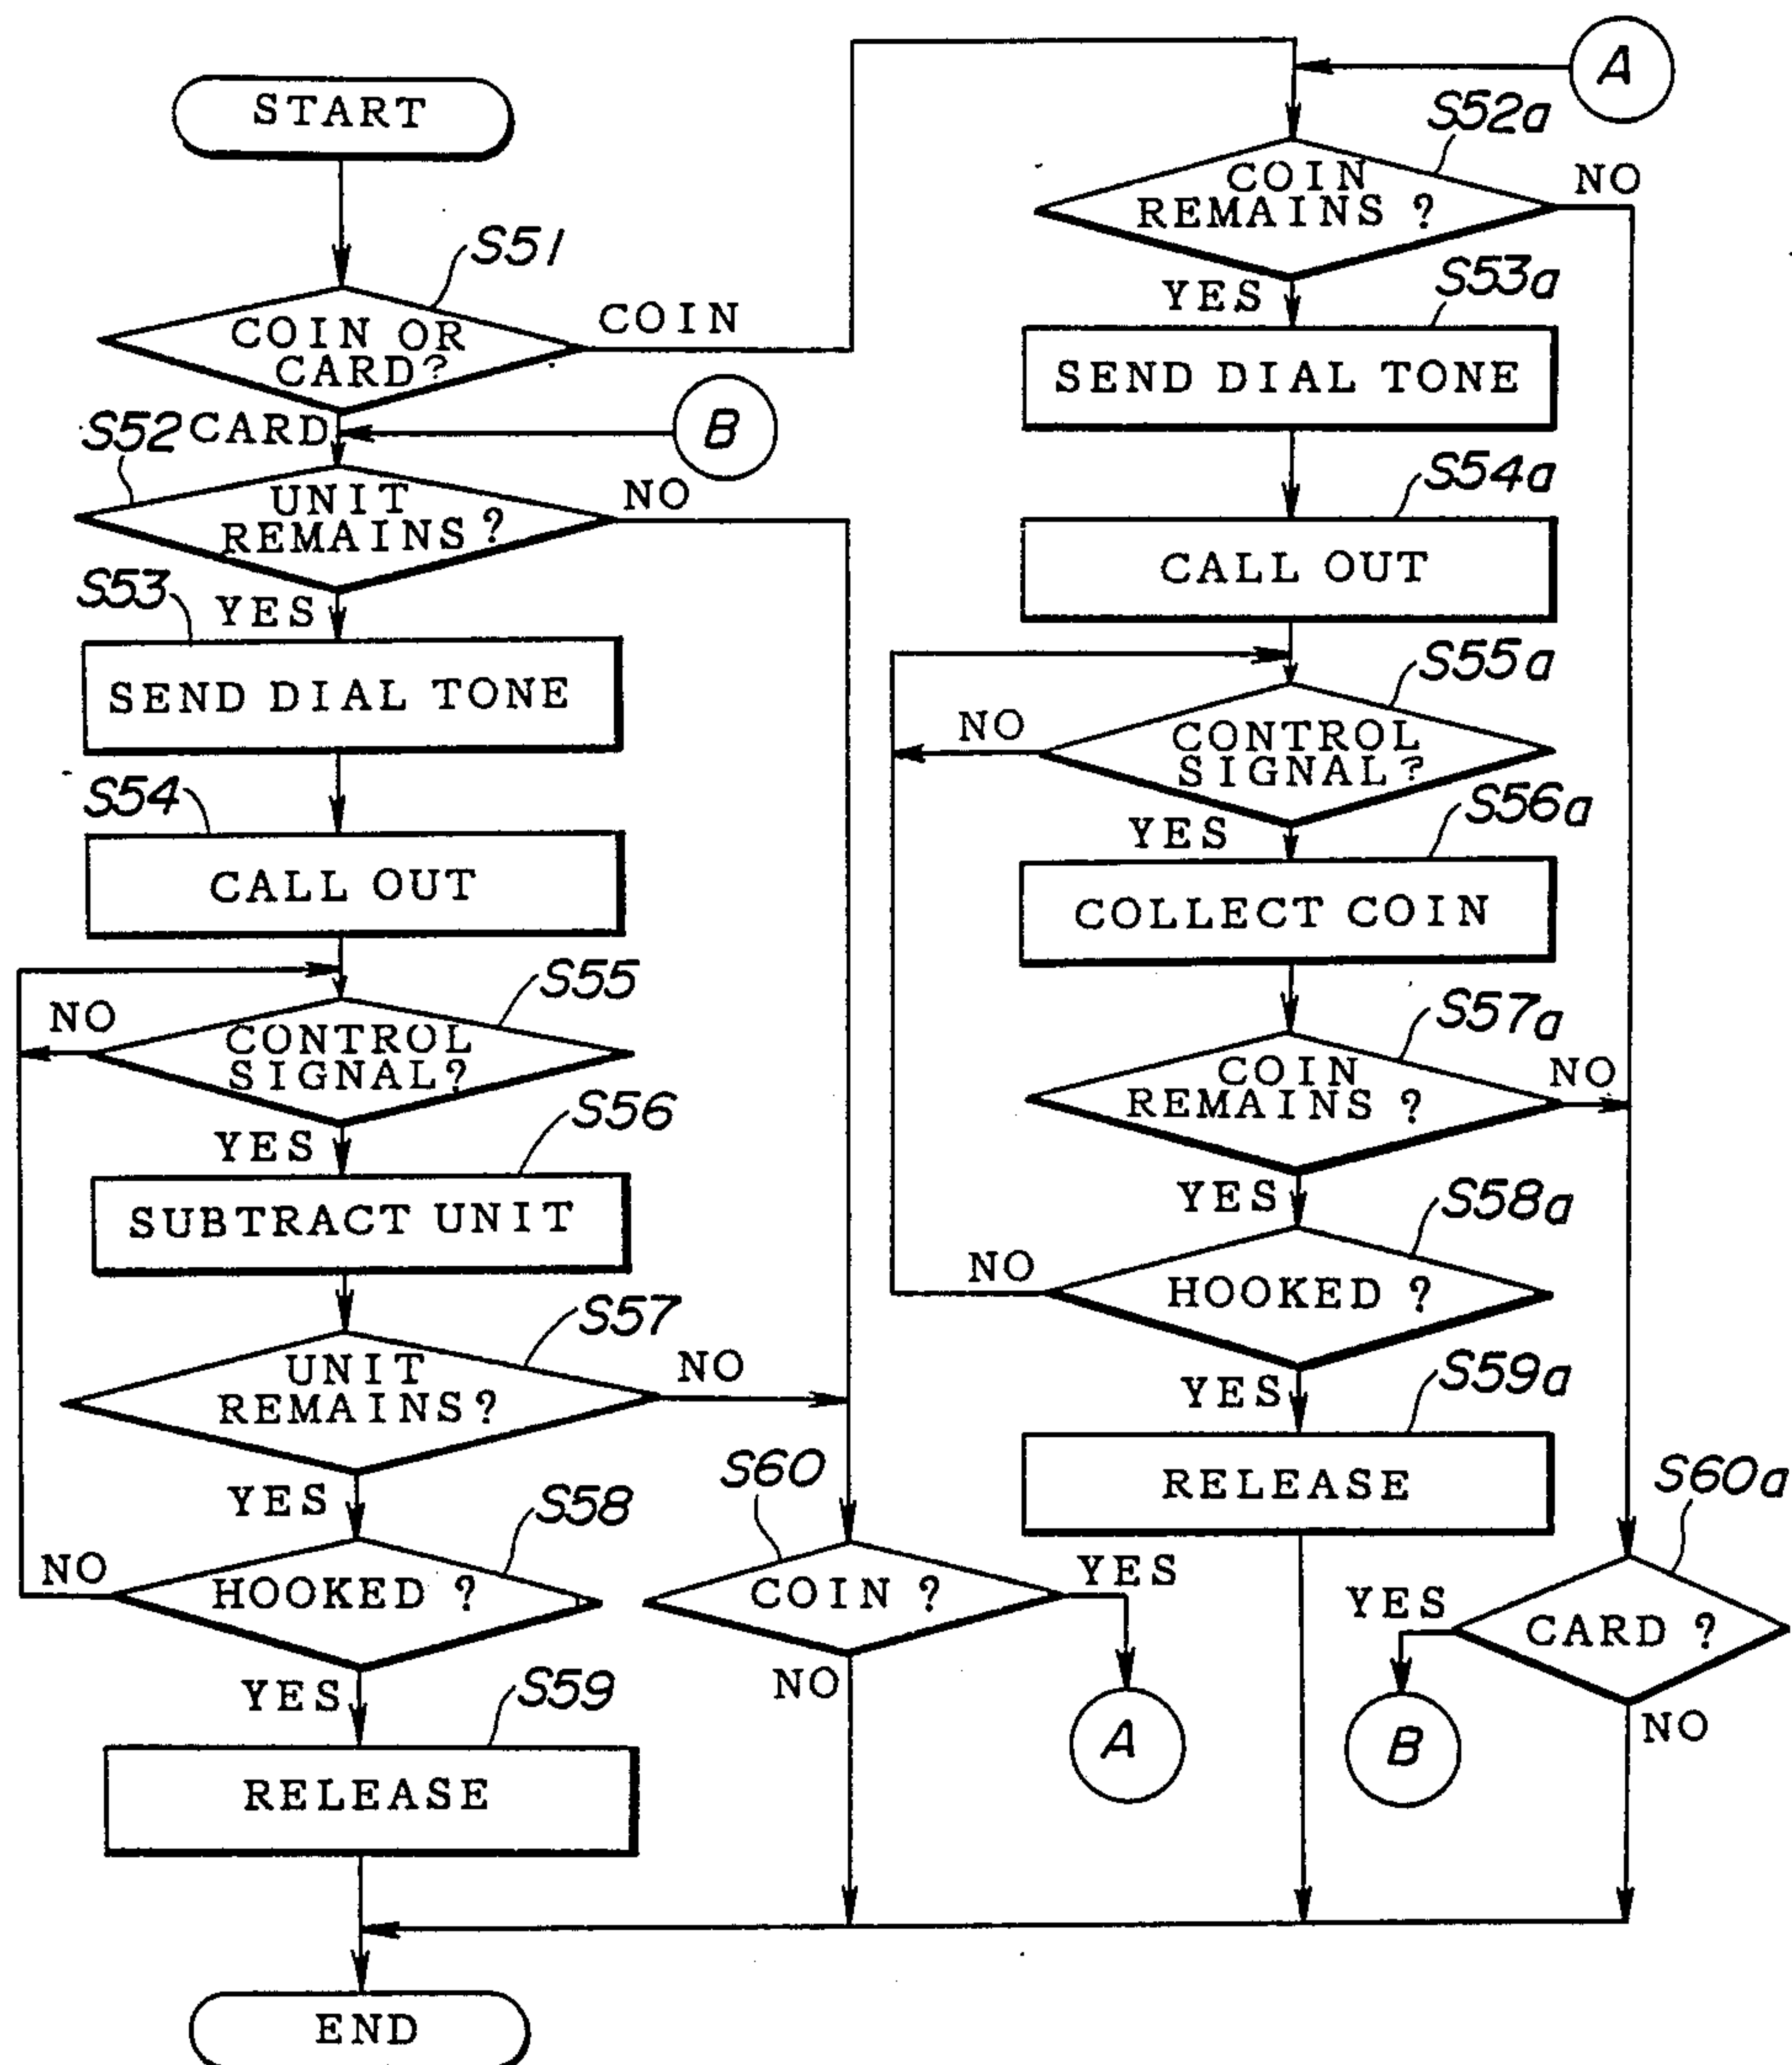 START
S51
COIN OR
CARD?
COIN
S52
CARD
B
UNIT
REMAINS?
NO
S53
YES
SEND DIAL TONE
S54
CALL OUT
S55
NO
CONTROL
SIGNAL?
S56
YES
SUBTRACT UNIT
S57
UNIT
REMAINS?
NO
YES
S58
NO
HOOKED ?
YES
S59
RELEASE
END
S60
COIN ?
YES
NO
A
A
S52a
COIN
REMAINS ?
NO
S53a
YES
SEND DIAL TONE
S54a
CALL OUT
S55a
NO
CONTROL
SIGNAL?
S56a
YES
COLLECT COIN
S57a
COIN
REMAINS ?
NO
YES
S58a
NO
HOOKED ?
YES
S59a
RELEASE
S60a
YES
CARD ?
B
NO